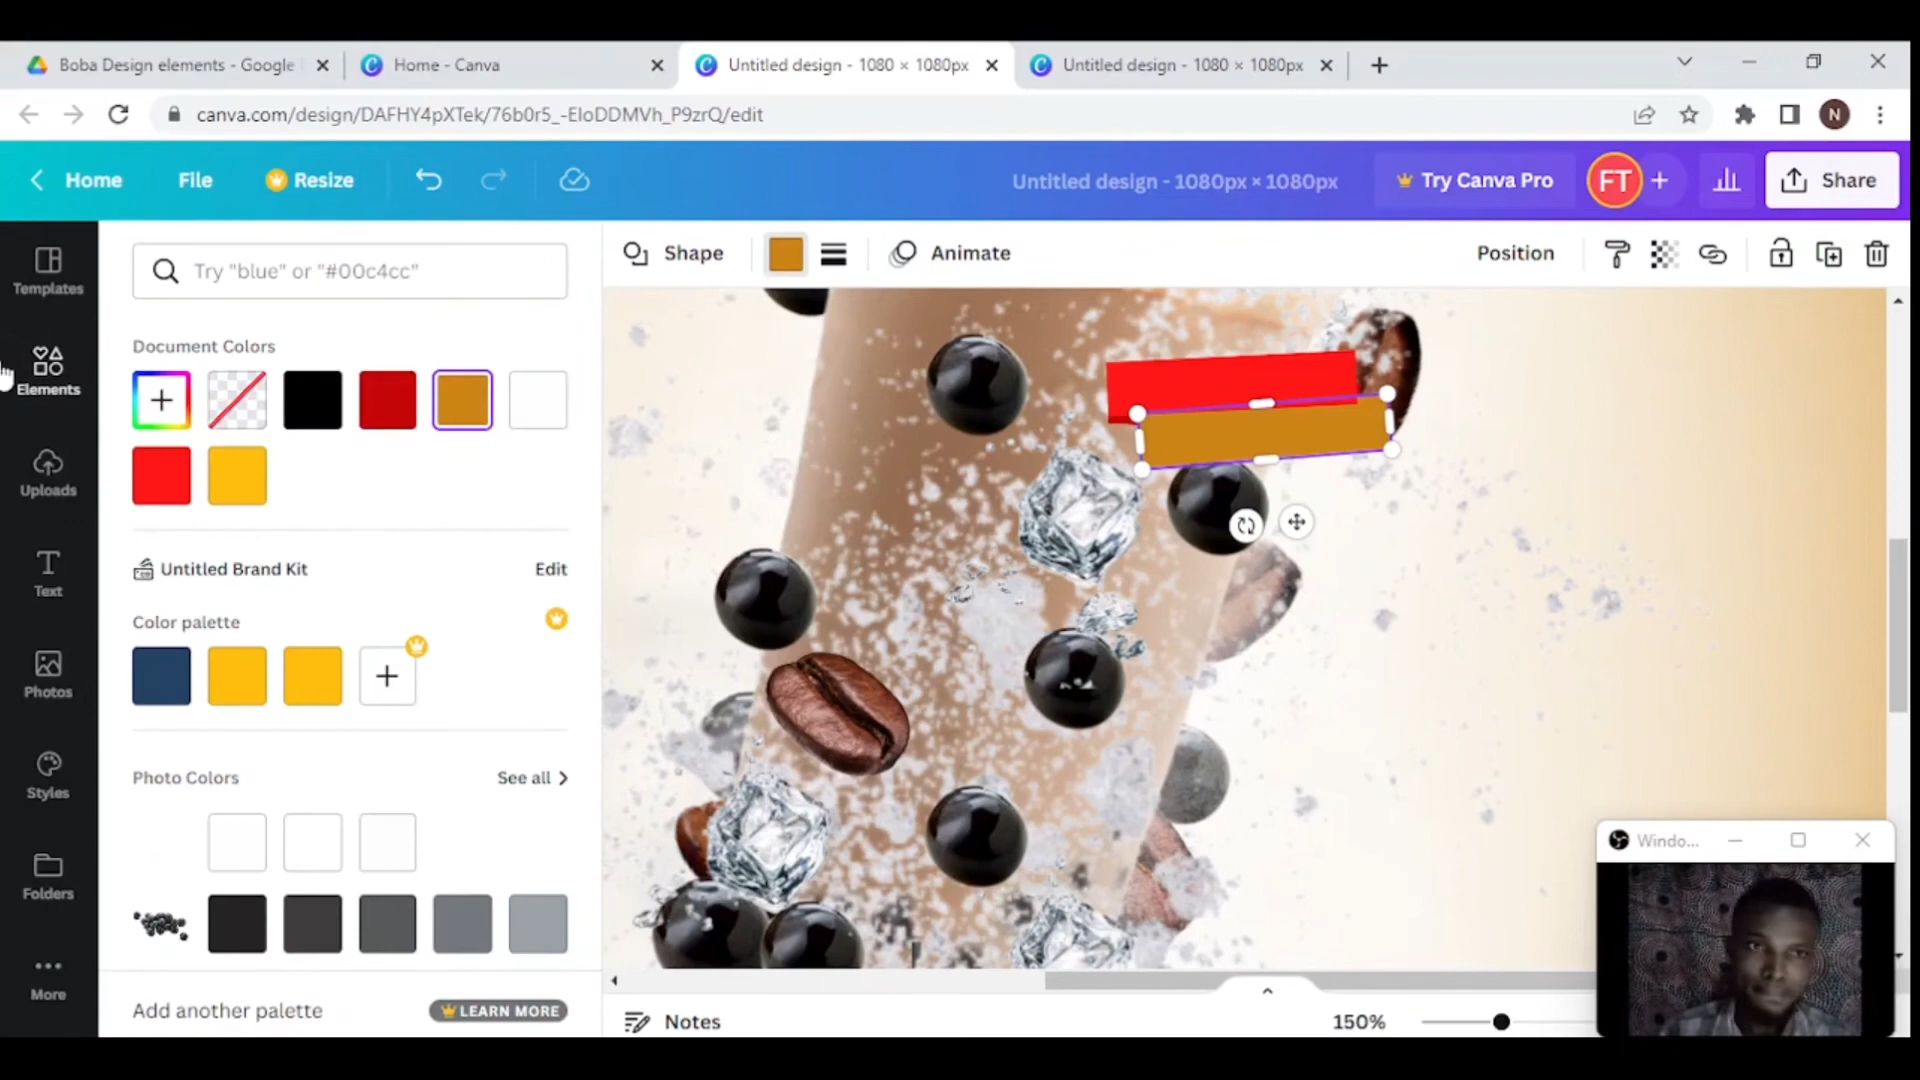 Boba Design elements - Google
Home - Canva
Untitled design - 1080 × 1080px
Untitled design - 1080 × 1080px
canva.com/design/DAFHY4pXTek/76b0r5_-EIoDDMVh_P9zrQ/edit
N
Home
File
Resize
Untitled design - 1080px × 1080px
Try Canva Pro
FT
Share
Templates
Elements
Uploads
Text
Photos
Styles
Folders
More
Try "blue" or "#00c4cc"
Document Colors
Untitled Brand Kit
Edit
Color palette
Photo Colors
See all
Add another palette
LEARN MORE
Shape
Animate
Position
Notes
150%
Windo...